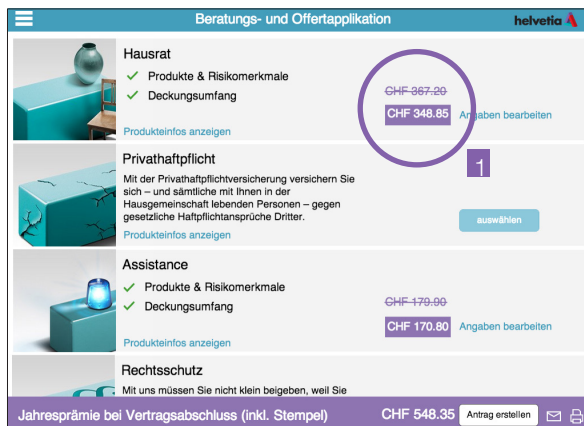 Beratungs- und Offertapplikation
helvetia
Hausrat
Produkte & Risikomerkmale
Deckungsumfang
CHF 367.20
CHF 348.85
Angaben bearbeiten
Produkteinfos anzeigen
1
Privathaftpflicht
Mit der Privathaftpflichtversicherung versichern Sie
sich – und sämtliche mit Ihnen in der
Hausgemeinschaft lebenden Personen – gegen
gesetzliche Haftpflichtansprüche Dritter.
auswählen
Produkteinfos anzeigen
Assistance
Produkte & Risikomerkmale
Deckungsumfang
CHF 179.90
CHF 170.80
Angaben bearbeiten
Produkteinfos anzeigen
Rechtsschutz
Mit uns müssen Sie nicht klein beigeben, weil Sie
Jahresprämie bei Vertragsabschluss (inkl. Stempel)
CHF 548.35
Antrag erstellen